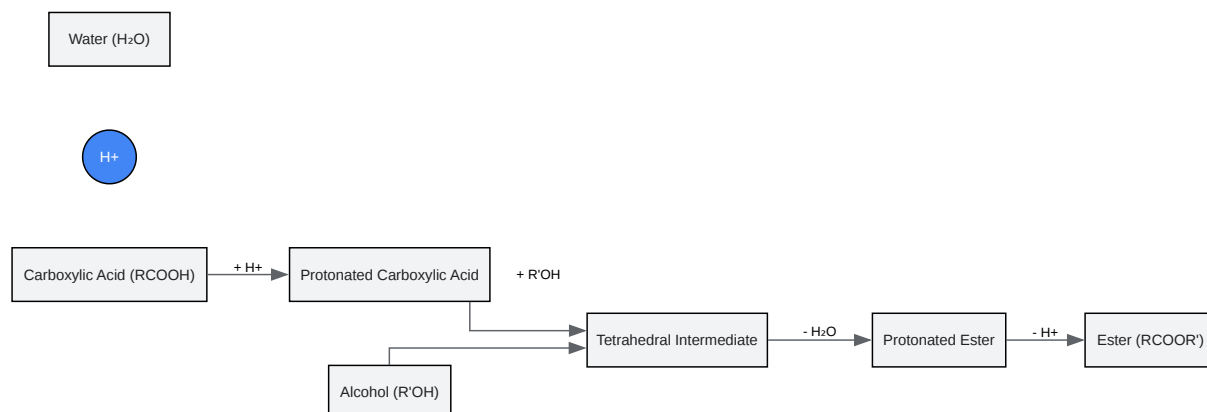 Water (H₂O)
H+
Carboxylic Acid (RCOOH)
+ H+
Protonated Carboxylic Acid
+ R'OH
Tetrahedral Intermediate
- H₂O
Protonated Ester
- H+
Ester (RCOOR')
Alcohol (R'OH)